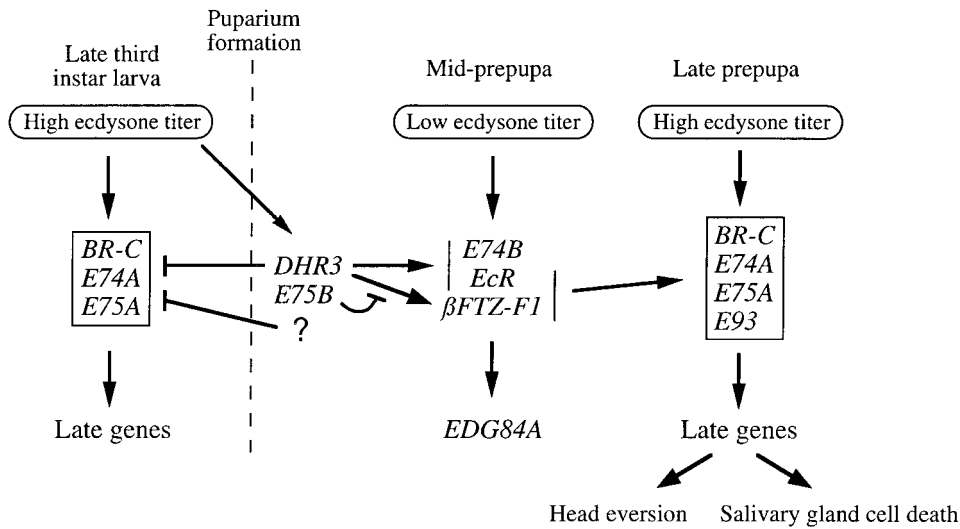 Puparium
formation
Late third
instar larva
High ecdysone titer
Mid-prepupa
Low ecdysone titer
Late prepupa
High ecdysone titer
BR-C
E74A
E75A
DHR3
E75B
?
E74B
EcR
βFTZ-F1
BR-C
E74A
E75A
E93
Late genes
EDG84A
Late genes
Head eversion
Salivary gland cell death